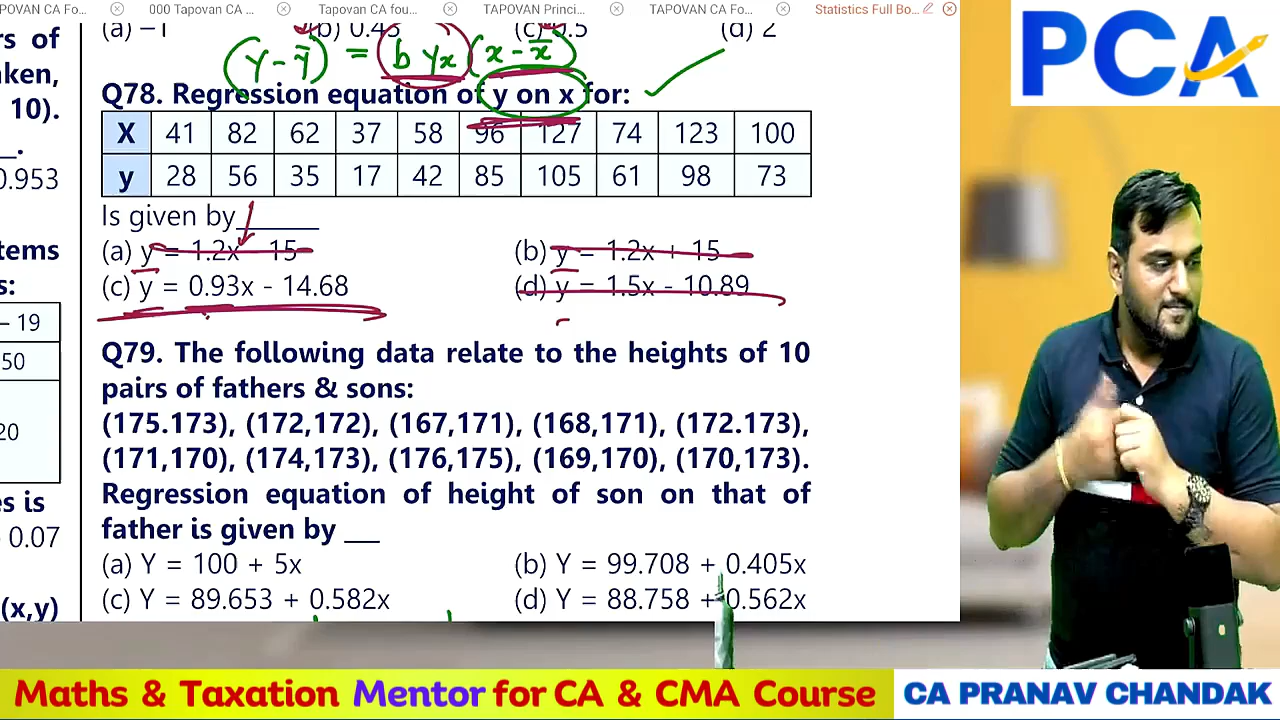 POVAN CA Fo...
000 Tapovan CA ...
Tapovan CA fou...
TAPOVAN Princi...
TAPOVAN CA Fo...
Statistics Full Bo...
PCA
rs of
aken,
10).
0.953
tems
s:
– 19
50
20
es is
0.07
(x,y)
(a) −1 (b) 0.45 (c) 0.5 (d) 2
(y - ȳ) = b yx (x - x̄)
Q78. Regression equation of y on x for:
X 41 82 62 37 58 96 127 74 123 100
y 28 56 35 17 42 85 105 61 98 73
Is given by______
(a) y = 1.2x 15 (b) y = 1.2x + 15
(c) y = 0.93x - 14.68 (d) y = 1.5x - 10.89
Q79. The following data relate to the heights of 10
pairs of fathers & sons:
(175.173), (172,172), (167,171), (168,171), (172.173),
(171,170), (174,173), (176,175), (169,170), (170,173).
Regression equation of height of son on that of
father is given by ___
(a) Y = 100 + 5x (b) Y = 99.708 + 0.405x
(c) Y = 89.653 + 0.582x (d) Y = 88.758 + 0.562x
Maths & Taxation Mentor for CA & CMA Course
CA PRANAV CHANDAK